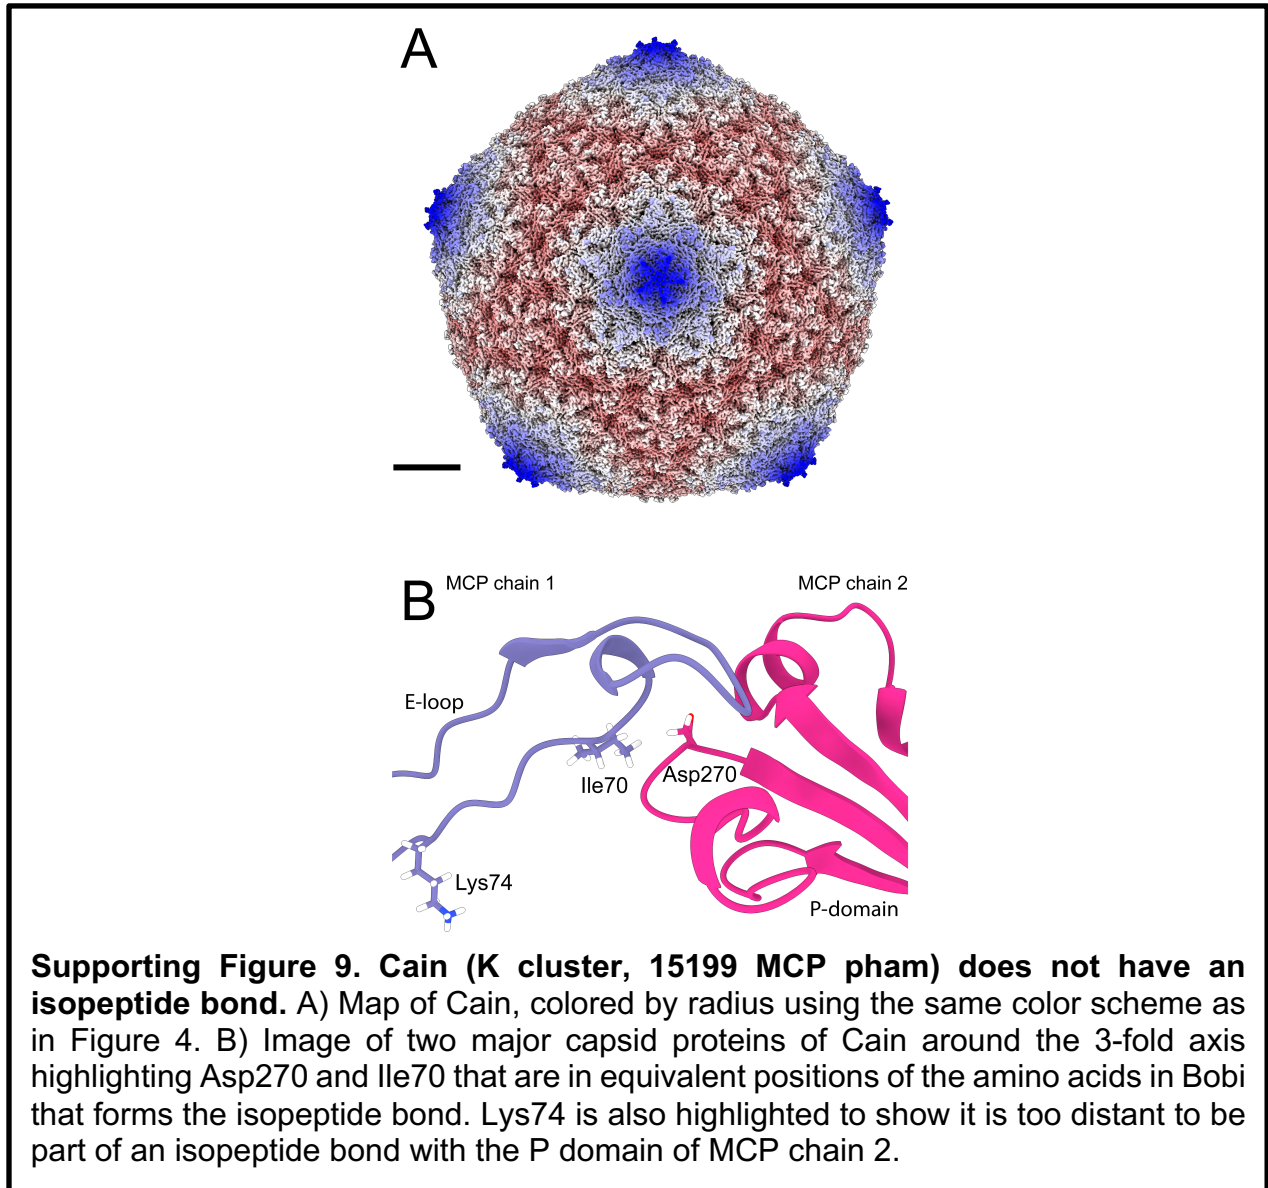 A
B
MCP chain 1
MCP chain 2
E-loop
Ile70
Asp270
Lys74
P-domain
Supporting Figure 9. Cain (K cluster, 15199 MCP pham) does not have an
isopeptide bond. A) Map of Cain, colored by radius using the same color scheme as
in Figure 4. B) Image of two major capsid proteins of Cain around the 3-fold axis
highlighting Asp270 and Ile70 that are in equivalent positions of the amino acids in Bobi
that forms the isopeptide bond. Lys74 is also highlighted to show it is too distant to be
part of an isopeptide bond with the P domain of MCP chain 2.